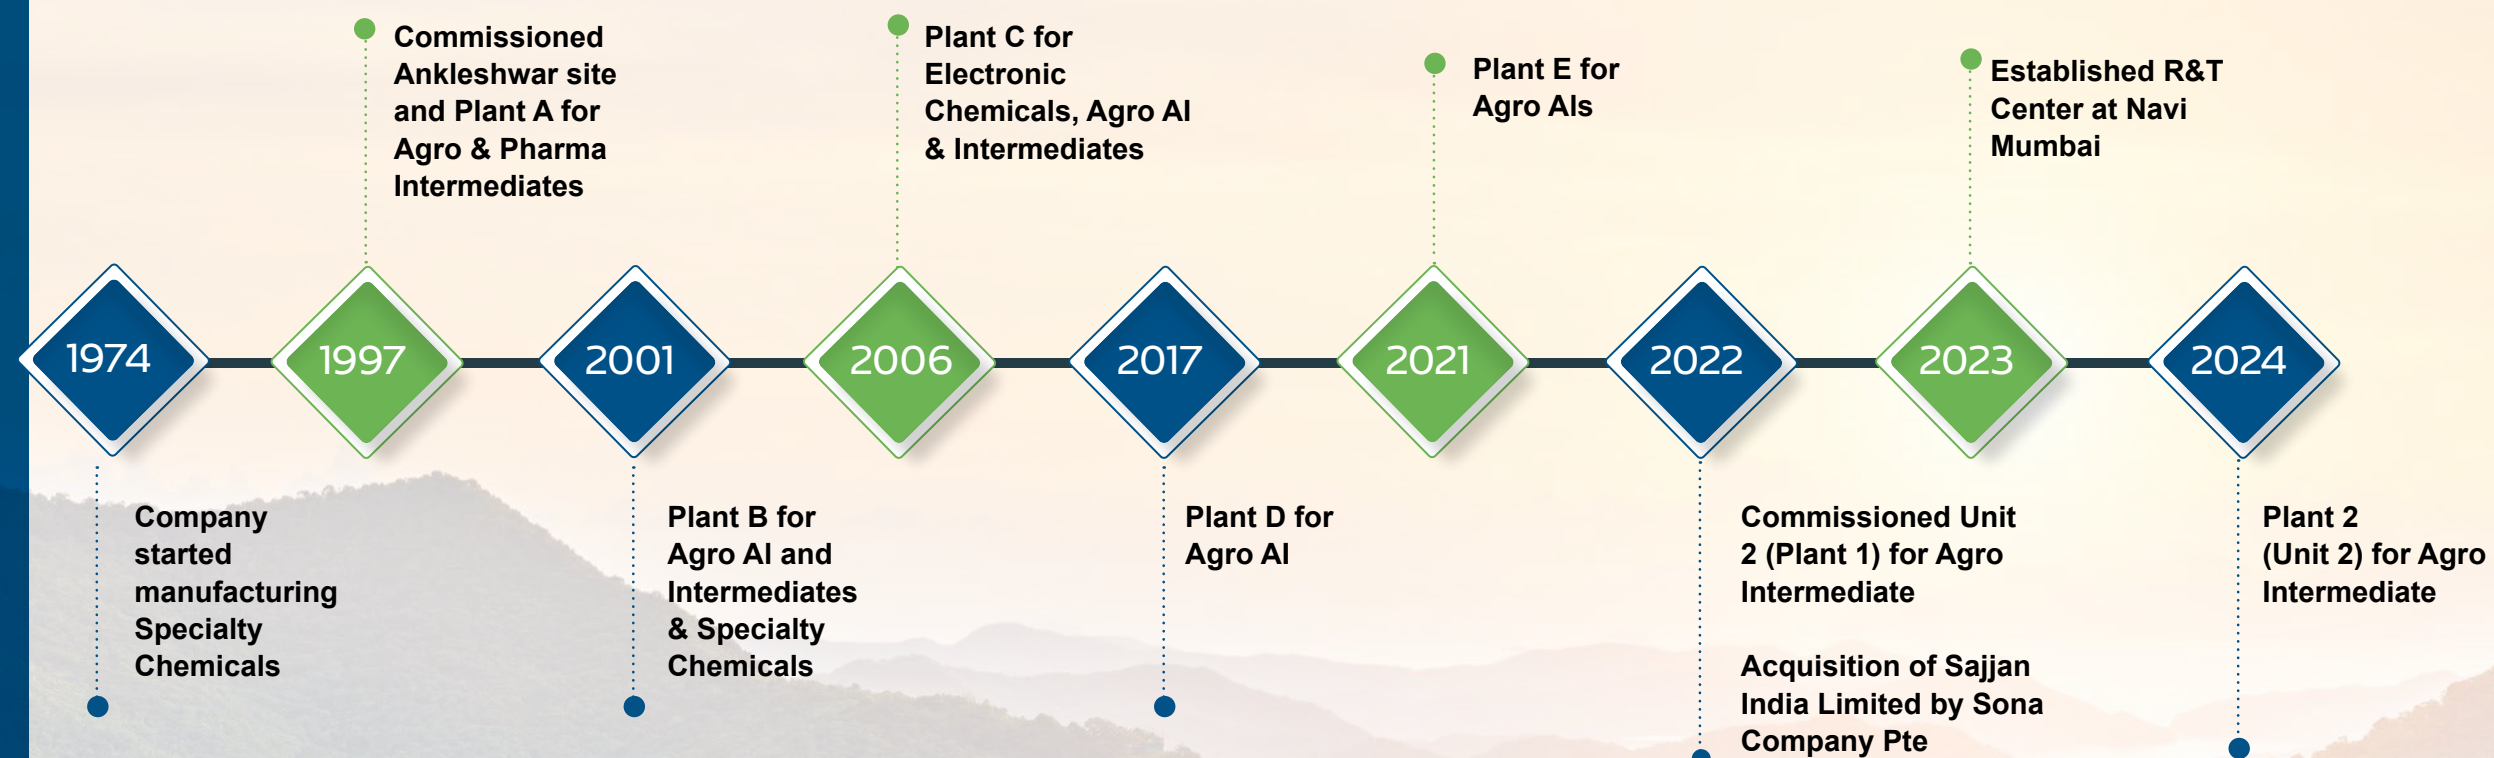 Commissioned
Ankleshwar site
and Plant A for
Agro & Pharma
Intermediates
Plant C for
Electronic
Chemicals, Agro AI
& Intermediates
Plant E for
Agro AIs
Established R&T
Center at Navi
Mumbai
1974
1997
2001
2006
2017
2021
2022
2023
2024
Company
started
manufacturing
Specialty
Chemicals
Plant B for
Agro AI and
Intermediates
& Specialty
Chemicals
Plant D for
Agro AI
Commissioned Unit
2 (Plant 1) for Agro
Intermediate
Acquisition of Sajjan
India Limited by Sona
Company Pte
Plant 2
(Unit 2) for Agro
Intermediate